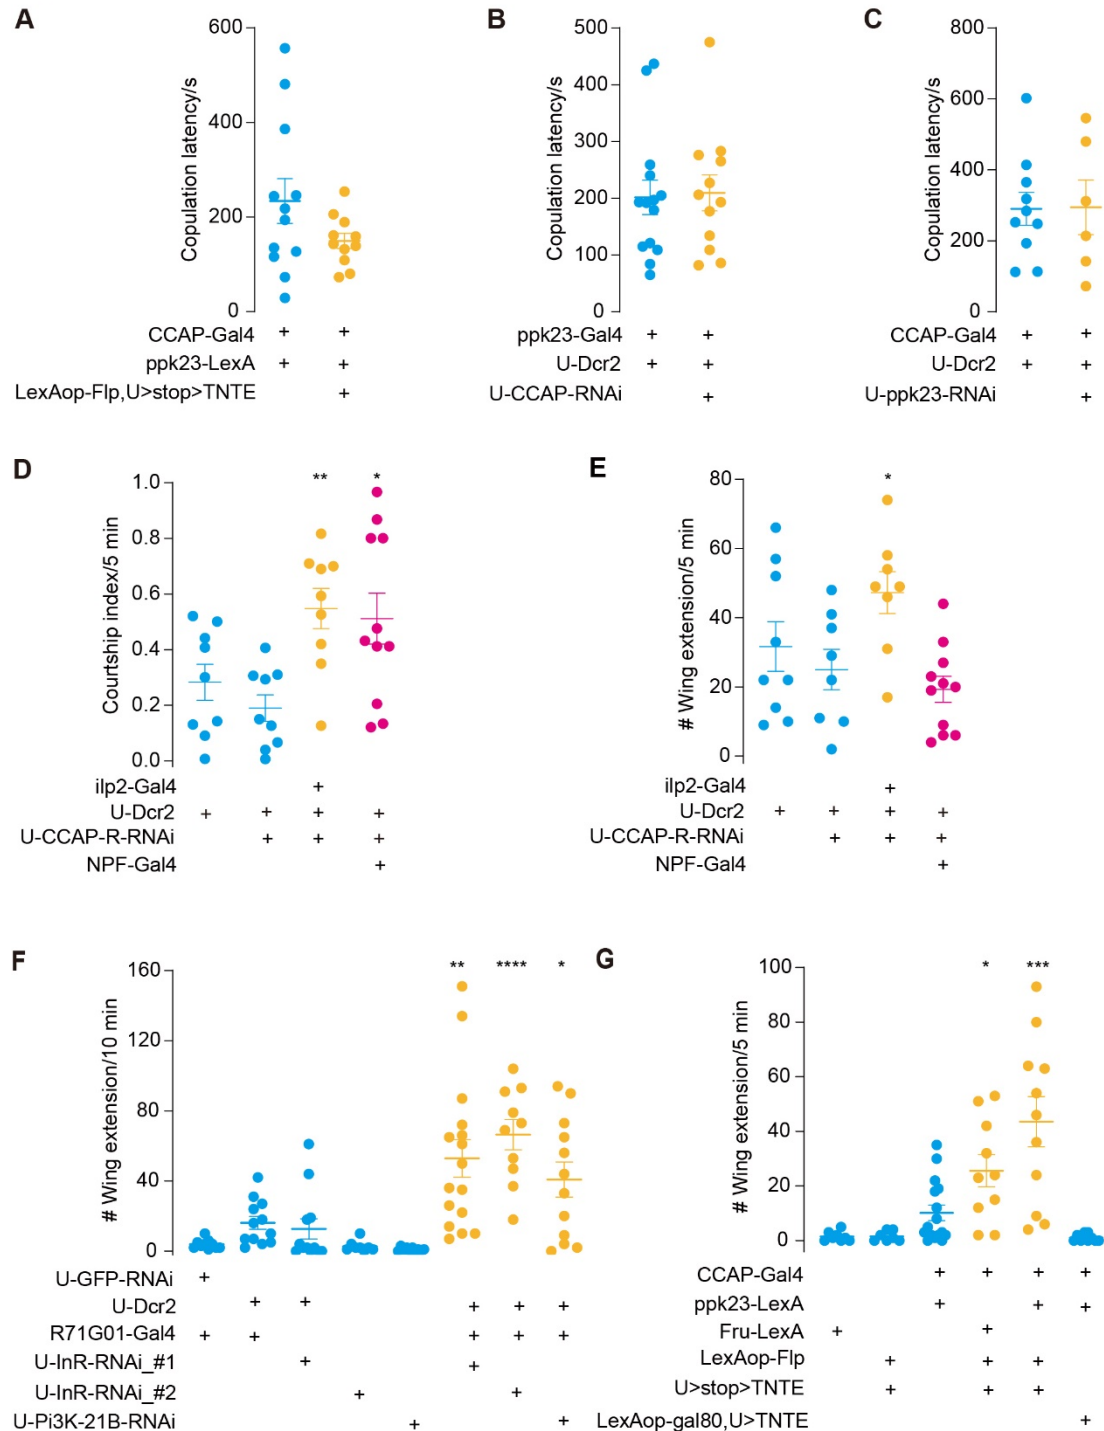 A
B
C
Copulation latency/s
600
400
200
0
CCAP-Gal4 + +
ppk23-LexA + +
LexAop-Flp,U>stop>TNTE +
Copulation latency/s
500
400
300
200
100
0
ppk23-Gal4 + +
U-Dcr2 + +
U-CCAP-RNAi +
Copulation latency/s
800
600
400
200
0
CCAP-Gal4 + +
U-Dcr2 + +
U-ppk23-RNAi +
D
** *
Courtship index/5 min
1.0
0.8
0.6
0.4
0.2
0.0
ilp2-Gal4 +
U-Dcr2 + + + +
U-CCAP-R-RNAi + + +
NPF-Gal4 +
E
*
# Wing extension/5 min
80
60
40
20
0
ilp2-Gal4 +
U-Dcr2 + + + +
U-CCAP-R-RNAi + + +
NPF-Gal4 +
F
** **** *
# Wing extension/10 min
160
120
80
40
0
U-GFP-RNAi +
U-Dcr2 + + + + +
R71G01-Gal4 + + + + +
U-InR-RNAi_#1 + +
U-InR-RNAi_#2 + +
U-Pi3K-21B-RNAi + +
G
* ***
# Wing extension/5 min
100
80
60
40
20
0
CCAP-Gal4 + + + +
ppk23-LexA + + +
Fru-LexA + +
LexAop-Flp + + +
U>stop>TNTE + + +
LexAop-gal80,U>TNTE +